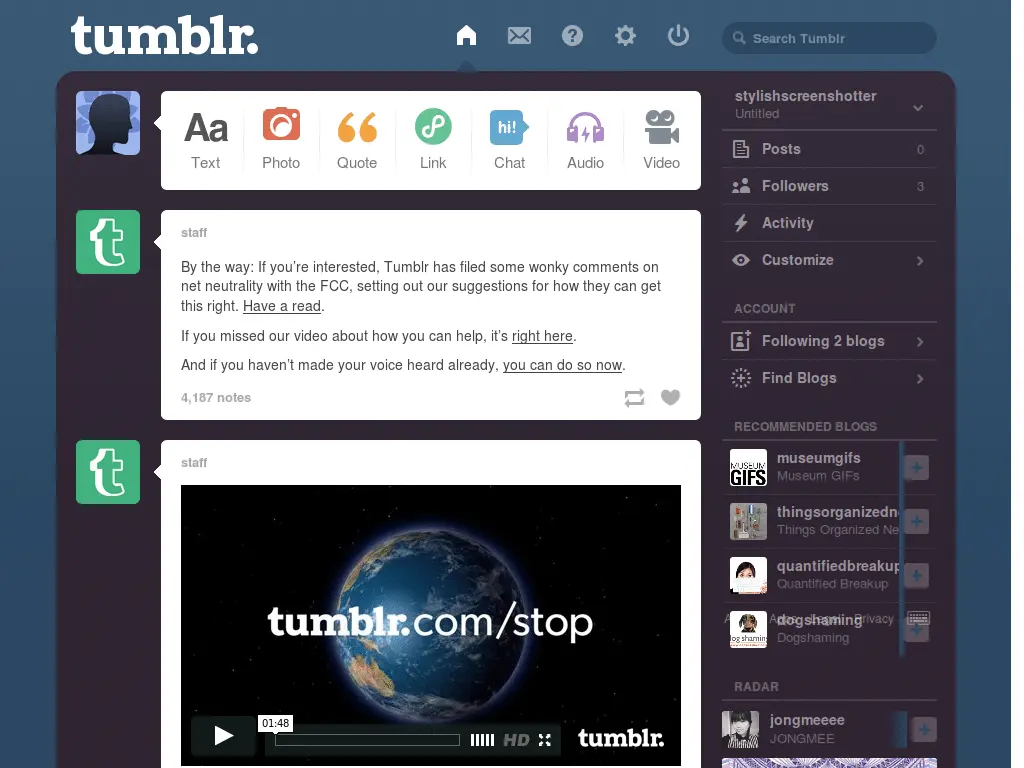 tumblr.
Search Tumblr
Aa
hi!
Text Photo Quote Link Chat Audio Video
staff
By the way: If you're interested, Tumblr has filed some wonky comments on
net neutrality with the FCC, setting out our suggestions for how they can get
this right. Have a read.
If you missed our video about how you can help, it's right here.
And if you haven't made your voice heard already, you can do so now.
4,187 notes
staff
tumblr.com/stop
01:48
HD
tumblr.
stylishscreenshotter
Untitled
Posts 0
Followers 3
Activity
Customize
ACCOUNT
Following 2 blogs
Find Blogs
RECOMMENDED BLOGS
MUSEUM
GIFS
museumgifs
Museum GIFs
thingsorganizedn
Things Organized Ne
quantifiedbreakup
Quantified Breakup
dogshaming
Legal Privacy
dog shaming
Dogshaming
RADAR
jongmeeee
JONGMEE